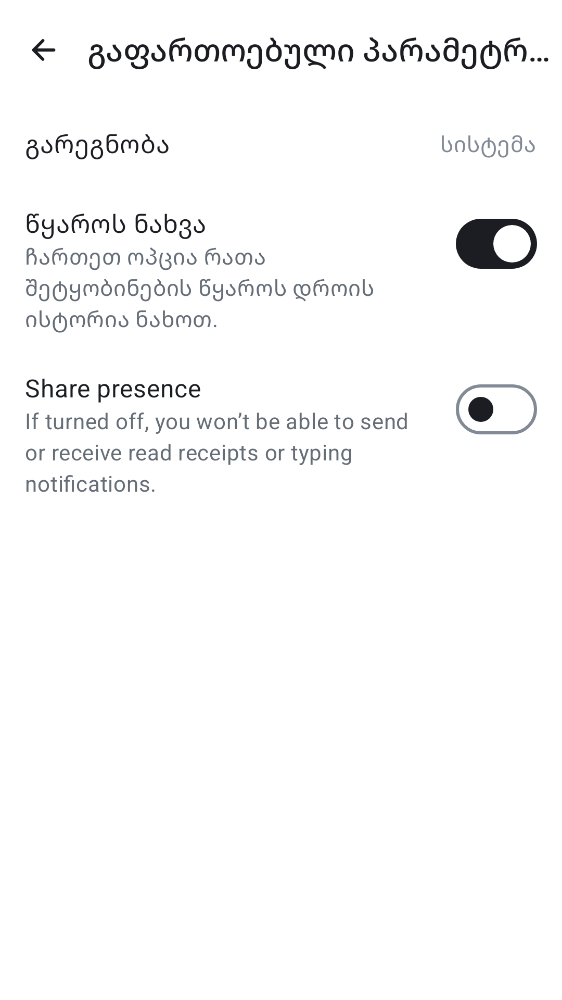 გაფართოებული პარამეტრ...
გარეგნობა
სისტემა
წყაროს ნახვა
ჩართეთ ოპცია რათა
შეტყობინების წყაროს დროის
ისტორია ნახოთ.
Share presence
If turned off, you won’t be able to send
or receive read receipts or typing
notifications.